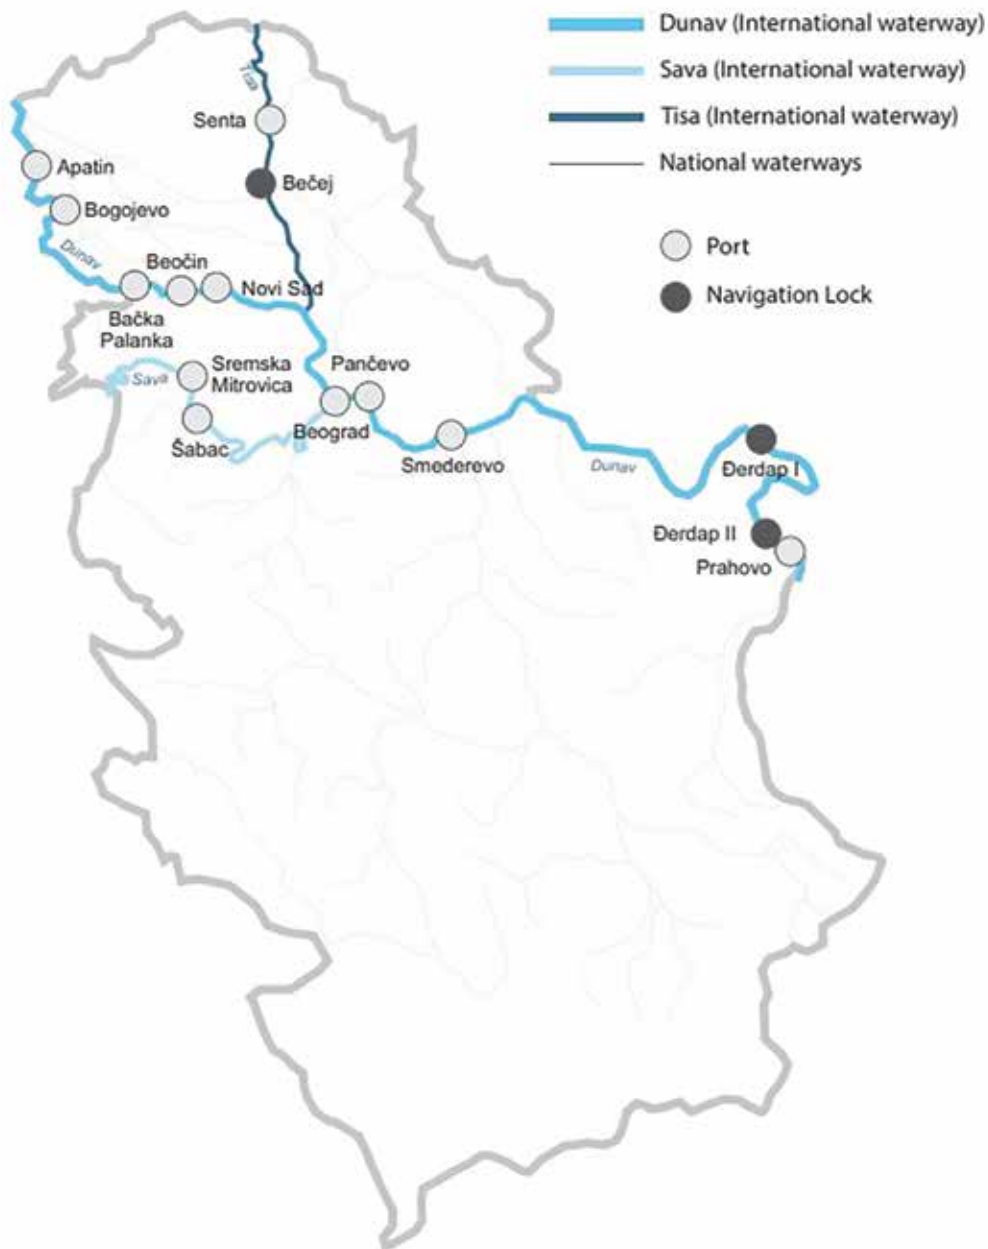 Dunav (International waterway)
Sava (International waterway)
Tisa (International waterway)
National waterways
Port
Navigation Lock
Tisa
Senta
Bečej
Apatin
Bogojevo
Dunav
Beočin
Novi Sad
Bačka
Palanka
Sava
Sremska
Mitrovica
Šabac
Pančevo
Beograd
Smederevo
Dunav
Đerdap I
Đerdap II
Prahovo